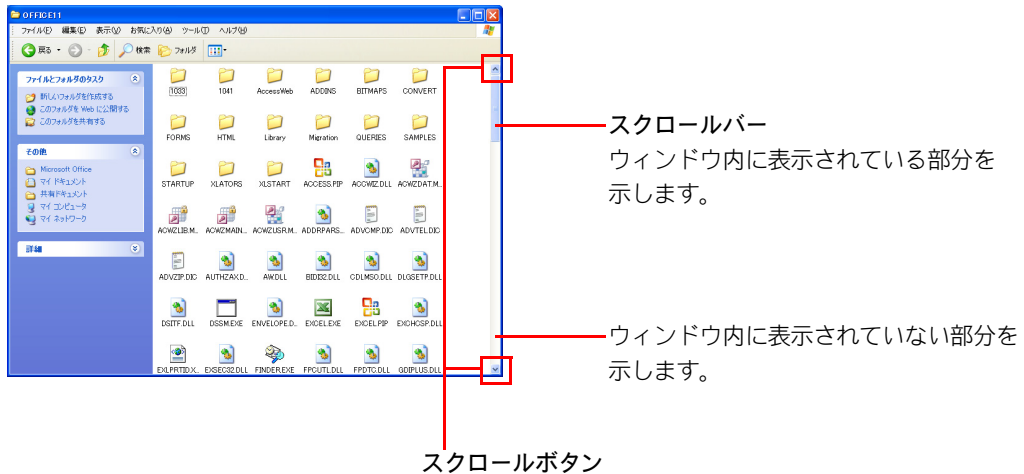 OFFICE11
ファイル(F) 編集(E) 表示(V) お気に入り(A) ツール(T) ヘルプ(H)
戻る 検索 フォルダ
ファイルとフォルダのタスク
新しいフォルダを作成する
このフォルダを Web に公開する
このフォルダを共有する
その他
Microsoft Office
マイ ドキュメント
共有ドキュメント
マイ コンピュータ
マイ ネットワーク
詳細
1033 1041 AccessWeb ADDINS BITMAPS CONVERT
FORMS HTML Library Migration QUERIES SAMPLES
STARTUP XLATORS XLSTART ACCESS.PIP ACCWIZ.DLL ACWZDAT.M...
ACWZLIB.M... ACWZMAIN... ACWZUSR.M... ADDRPARS... ADVCMP.DIC ADVTEL.DIC
ADVZIP.DIC AUTHZAX.D... AW.DLL BIDI32.DLL CDLMSO.DLL DLGSETP.DLL
DSITF.DLL DSSM.EXE ENVELOPE.D... EXCEL.EXE EXCEL.PIP EXCHCSP.DLL
EXLPRTID.X... EXSEC32.DLL FINDER.EXE FPCUTL.DLL FPDTC.DLL GDIPLUS.DLL
スクロールバー
ウィンドウ内に表示されている部分を
示します。
ウィンドウ内に表示されていない部分を
示します。
スクロールボタン